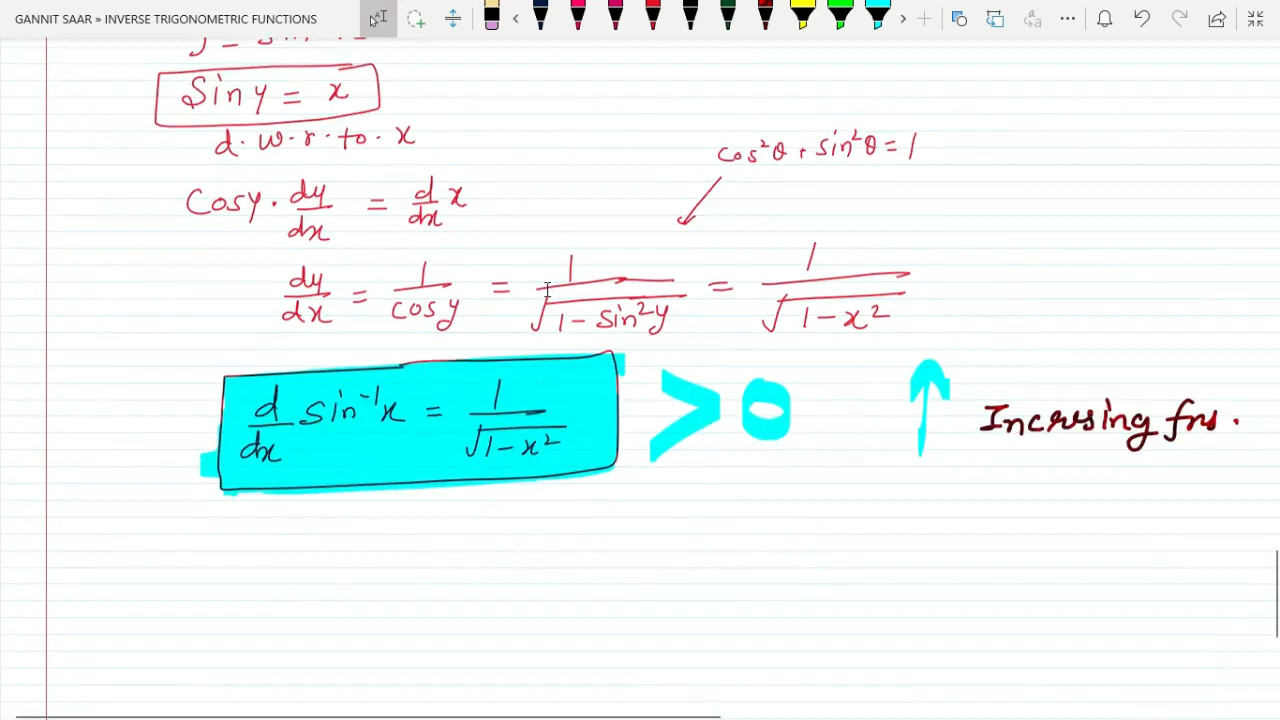 GANNIT SAAR » INVERSE TRIGONOMETRIC FUNCTIONS
Sin y = x
d. w. r. to. x
cos²θ + sin²θ = 1
Cosy · dy/dx = d/dx x
dy/dx = 1/cosy = 1/√(1 - sin²y) = 1/√(1 - x²)
d/dx sin⁻¹x = 1/√(1 - x²) > 0 ↑ Incresing fns.